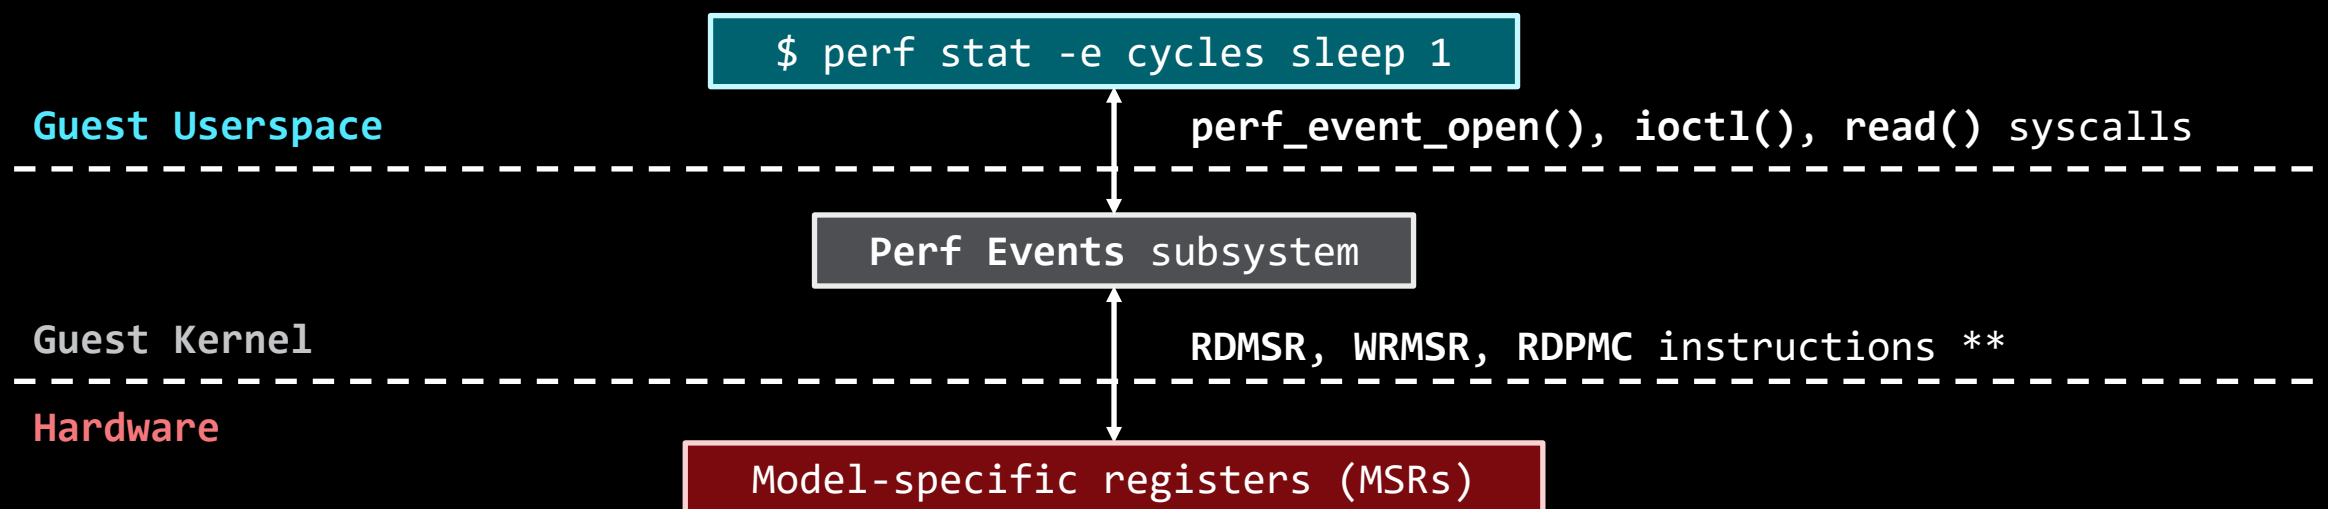 $ perf stat -e cycles sleep 1
Guest Userspace
perf_event_open(), ioctl(), read() syscalls
Perf Events subsystem
Guest Kernel
RDMSR, WRMSR, RDPMC instructions **
Hardware
Model-specific registers (MSRs)